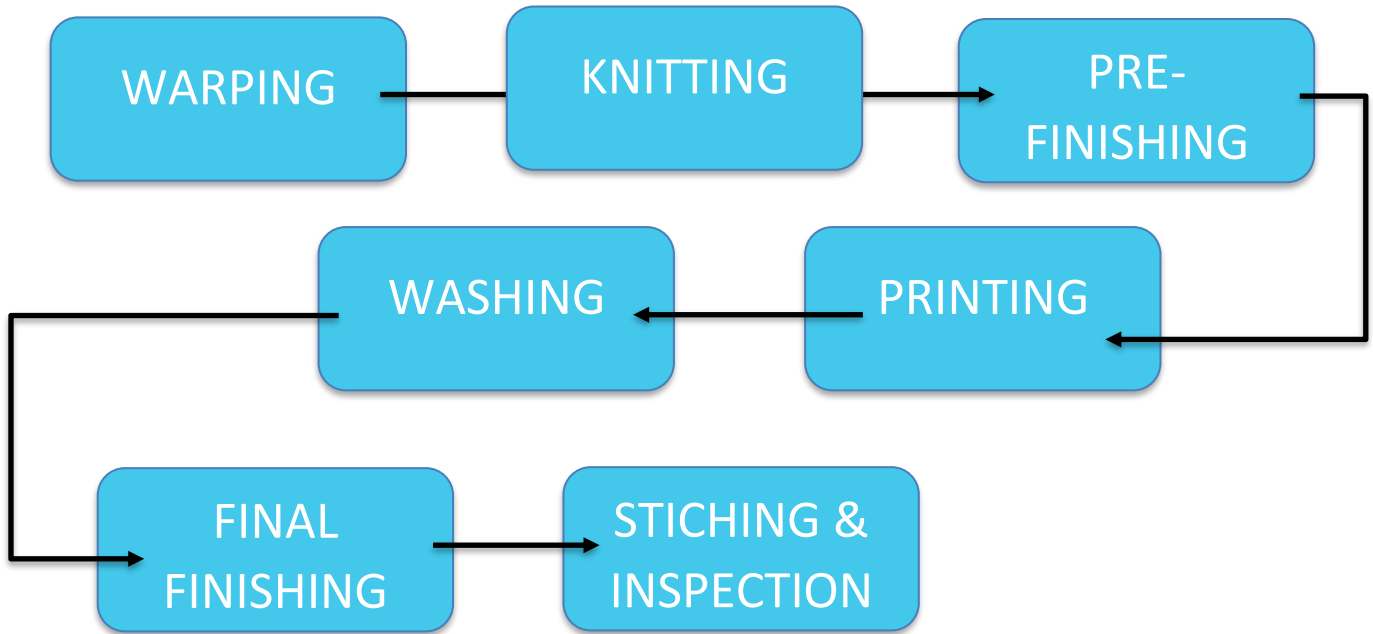 WARPING
KNITTING
PRE-
FINISHING
WASHING
PRINTING
FINAL
FINISHING
STICHING &
INSPECTION